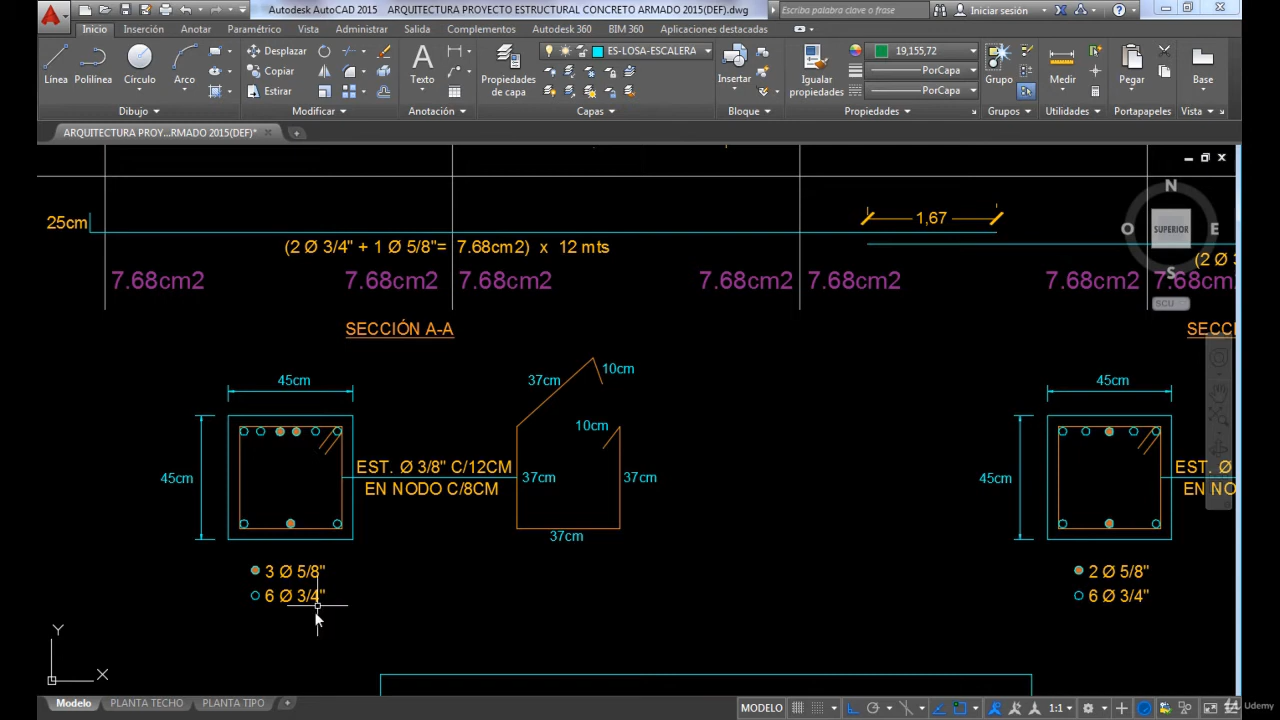 Autodesk AutoCAD 2015 ARQUITECTURA PROYECTO ESTRUCTURAL CONCRETO ARMADO 2015(DEF).dwg
Escriba palabra clave o frase
Iniciar sesión
Inicio Inserción Anotar Paramétrico Vista Administrar Salida Complementos Autodesk 360 BIM 360 Aplicaciones destacadas
Línea Polilínea Círculo Arco
Desplazar
Copiar
Estirar
Texto
Propiedades de capa
ES-LOSA-ESCALERA
Insertar
Igualar propiedades
19,155,72
PorCapa
PorCapa
Grupo
Medir
Pegar
Base
Dibujo Modificar Anotación Capas Bloque Propiedades Grupos Utilidades Portapapeles Vista
ARQUITECTURA PROY...RMADO 2015(DEF)*
25cm
1,67
(2 Ø 3/4" + 1 Ø 5/8"= 7.68cm2) x 12 mts
7.68cm2 7.68cm2 7.68cm2 7.68cm2 7.68cm2 7.68cm2
N
O SUPERIOR E
S
SCU
SECCIÓN A-A
45cm
45cm
EST. Ø 3/8" C/12CM
EN NODO C/8CM
37cm
10cm
10cm
37cm
37cm
37cm
3 Ø 5/8"
6 Ø 3/4"
45cm
45cm
EST. Ø
2 Ø 5/8"
6 Ø 3/4"
Y
X
Modelo PLANTA TECHO PLANTA TIPO
MODELO
1:1
Udemy